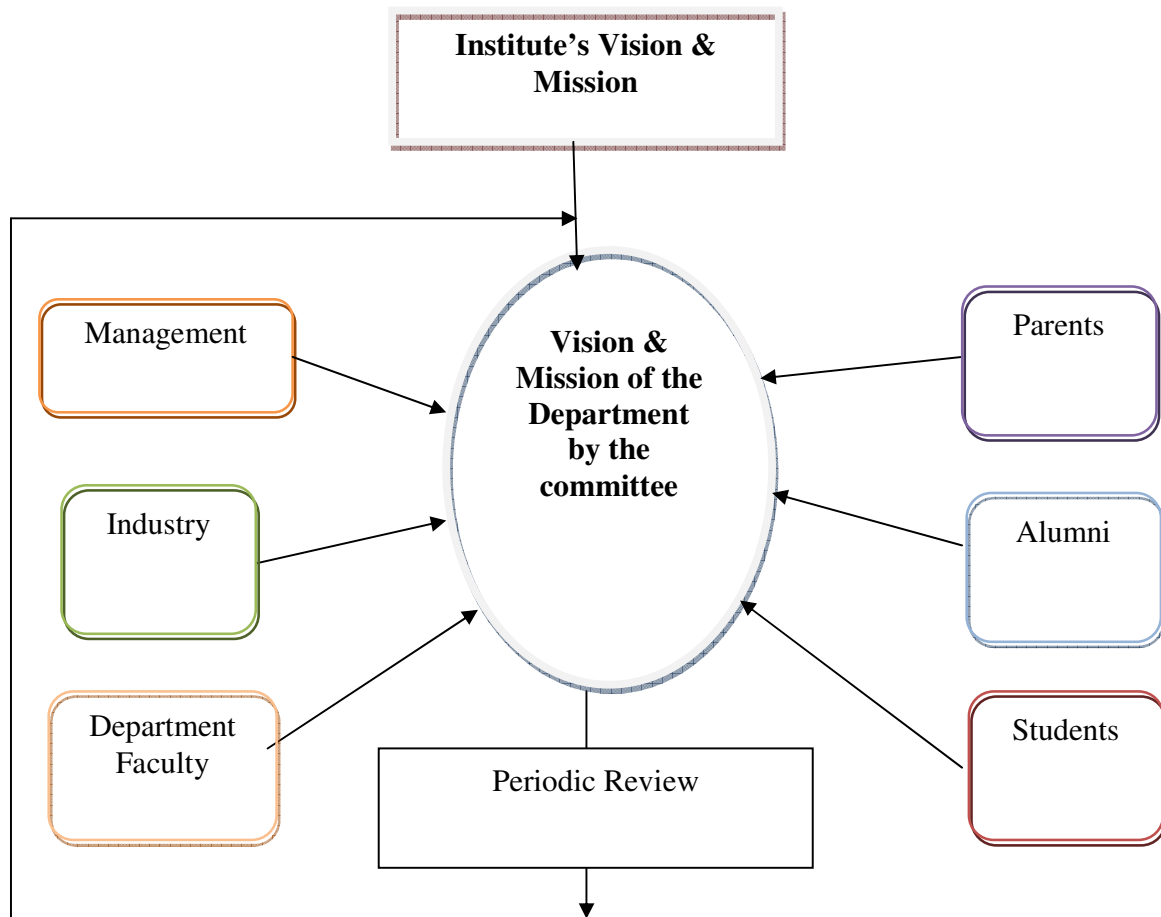 Institute’s Vision &
Mission
Management
Parents
Vision &
Mission of the
Department
by the
committee
Industry
Alumni
Department
Faculty
Students
Periodic Review